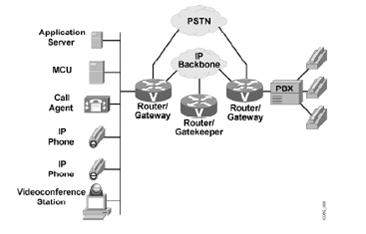 PSTN
Application
Server
IP
Backbone
MCU
PBX
Call
Agent
Router/
Gateway
Router/
Gatekeeper
Router/
Gateway
IP
Phone
IP
Phone
Videoconference
Station